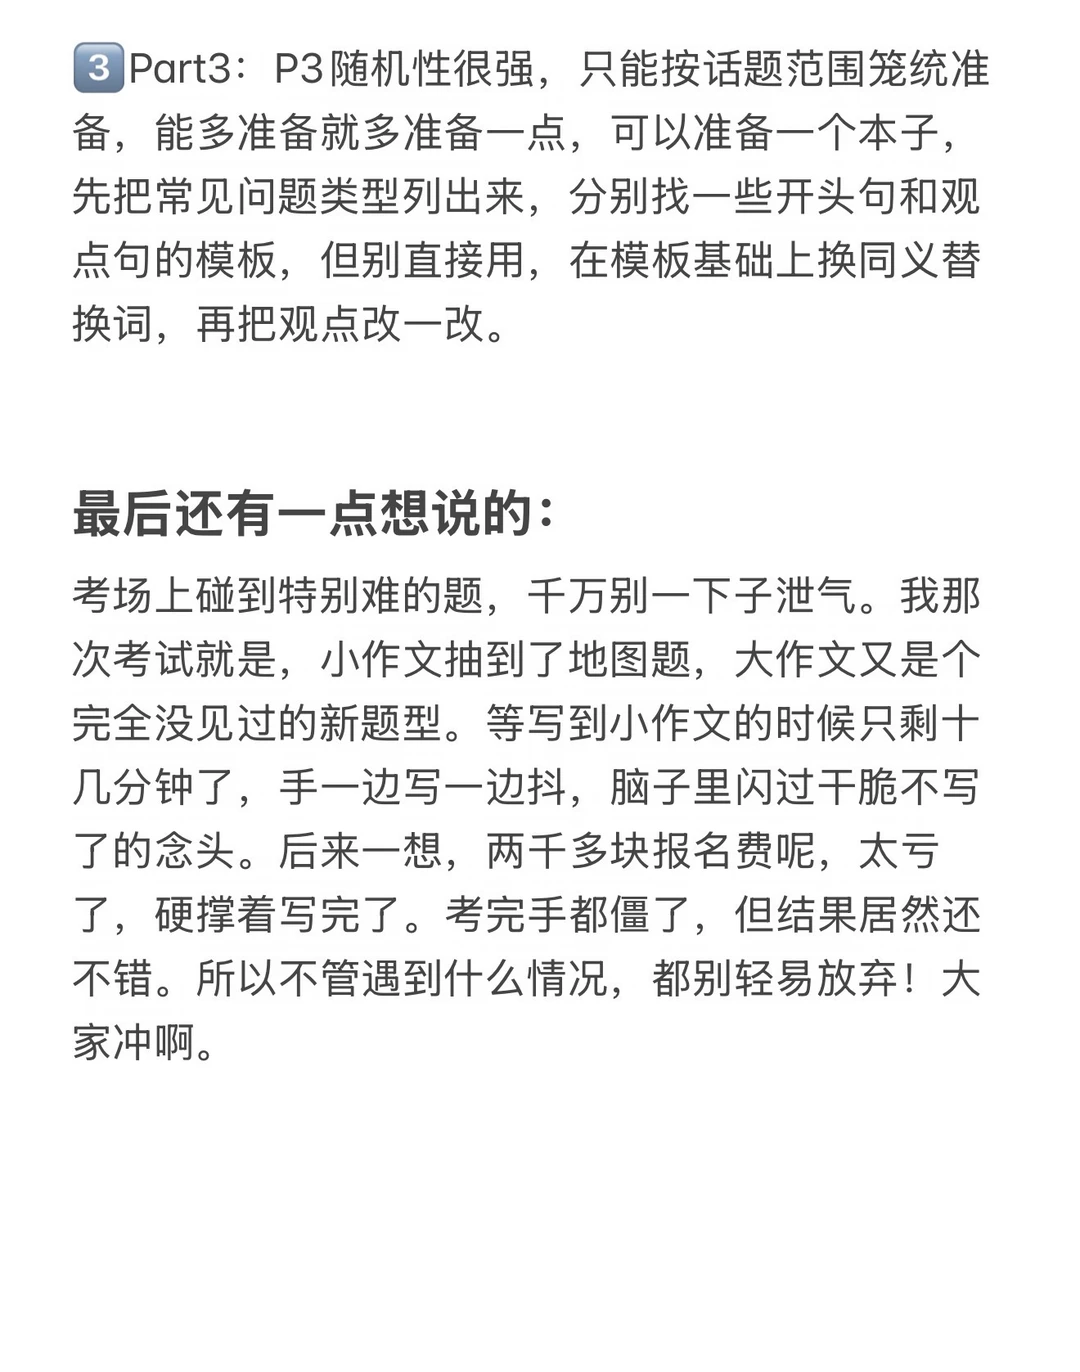 3️⃣Part3：P3随机性很强，只能按话题范围笼统准
备，能多准备就多准备一点，可以准备一个本子，
先把常见问题类型列出来，分别找一些开头句和观
点句的模板，但别直接用，在模板基础上换同义替
换词，再把观点改一改。
最后还有一点想说的：
考场上碰到特别难的题，千万别一下子泄气。我那
次考试就是，小作文抽到了地图题，大作文又是个
完全没见过的新题型。等写到小作文的时候只剩十
几分钟了，手一边写一边抖，脑子里闪过干脆不写
了的念头。后来一想，两千多块报名费呢，太亏
了，硬撑着写完了。考完手都僵了，但结果居然还
不错。所以不管遇到什么情况，都别轻易放弃！大
家冲啊。